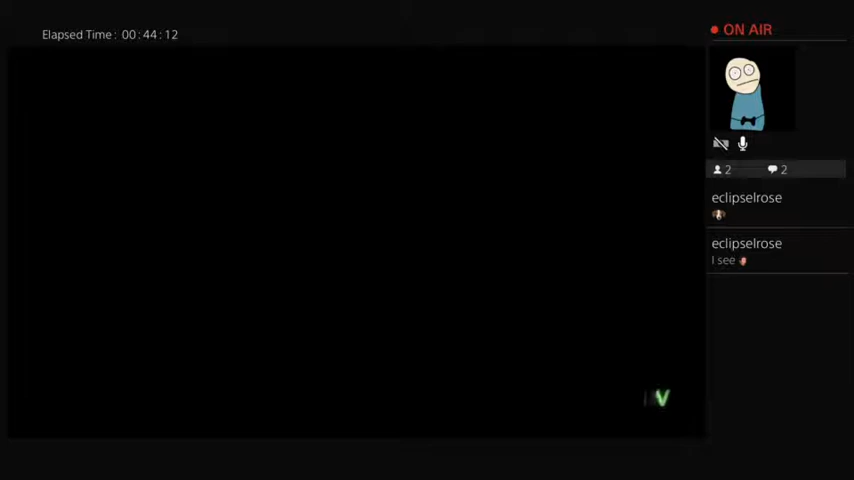 Elapsed Time: 00:44:12
ON AIR
2 2
eclipselrose
eclipselrose
I see
V